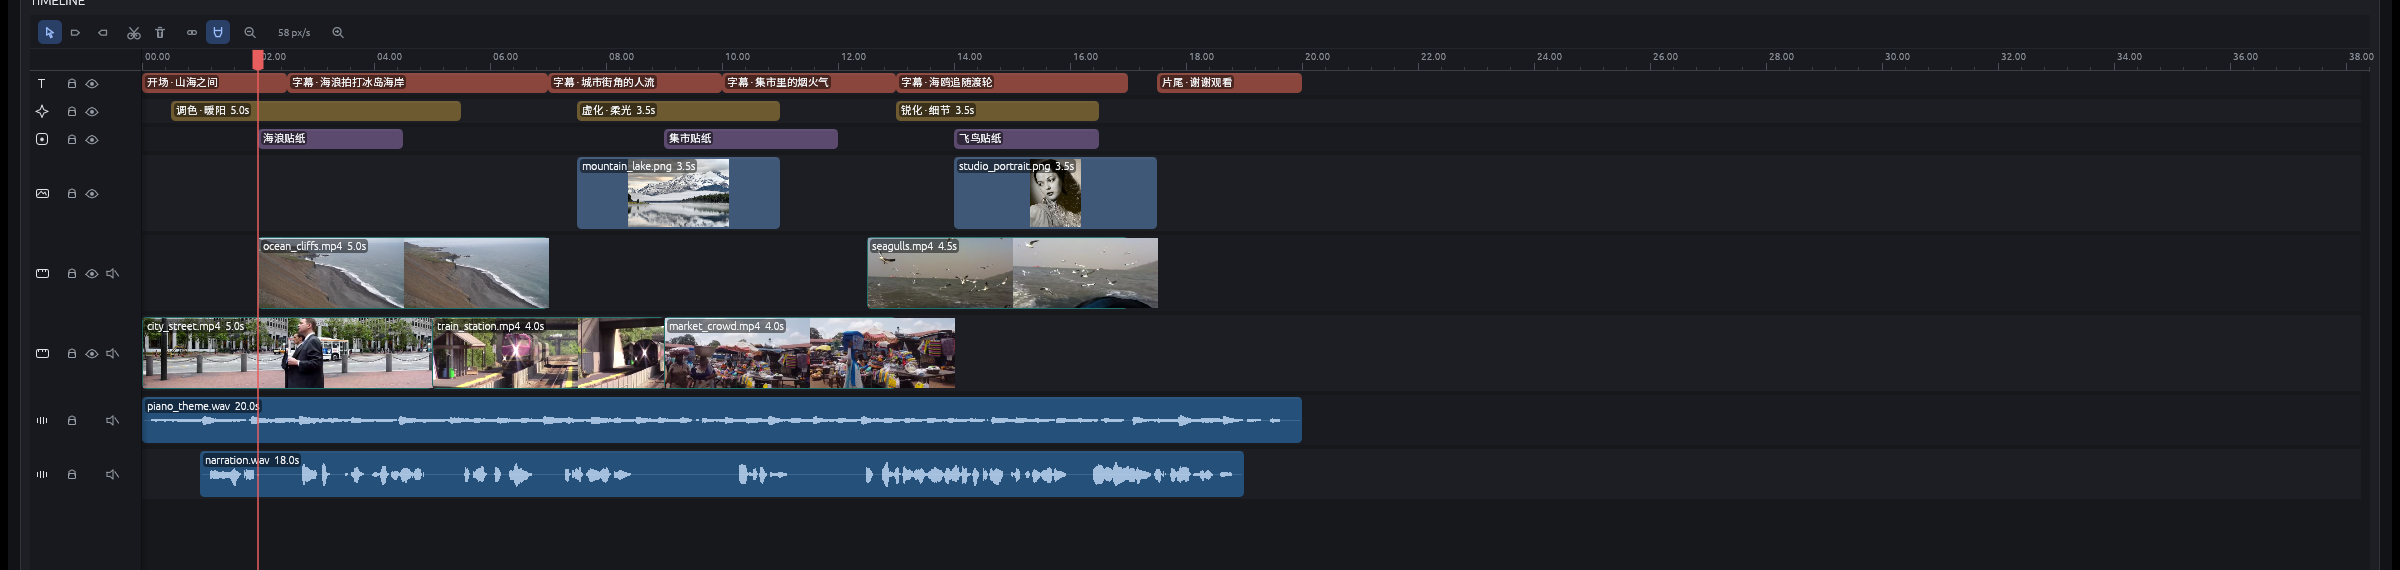 TIMELINE
58 px/s
00.00 02.00 04.00 06.00 08.00 10.00 12.00 14.00 16.00 18.00 20.00 22.00 24.00 26.00 28.00 30.00 32.00 34.00 36.00 38.00
T 开场·山海之间 字幕·海浪拍打冰岛海岸 字幕·城市街角的人流 字幕·集市里的烟火气 字幕·海鸥追随渡轮 片尾·谢谢观看
调色·暖阳 5.0s 虚化·柔光 3.5s 锐化·细节 3.5s
海浪贴纸 集市贴纸 飞鸟贴纸
mountain_lake.png 3.5s studio_portrait.png 3.5s
ocean_cliffs.mp4 5.0s seagulls.mp4 4.5s
city_street.mp4 5.0s train_station.mp4 4.0s market_crowd.mp4 4.0s
piano_theme.wav 20.0s
narration.wav 18.0s